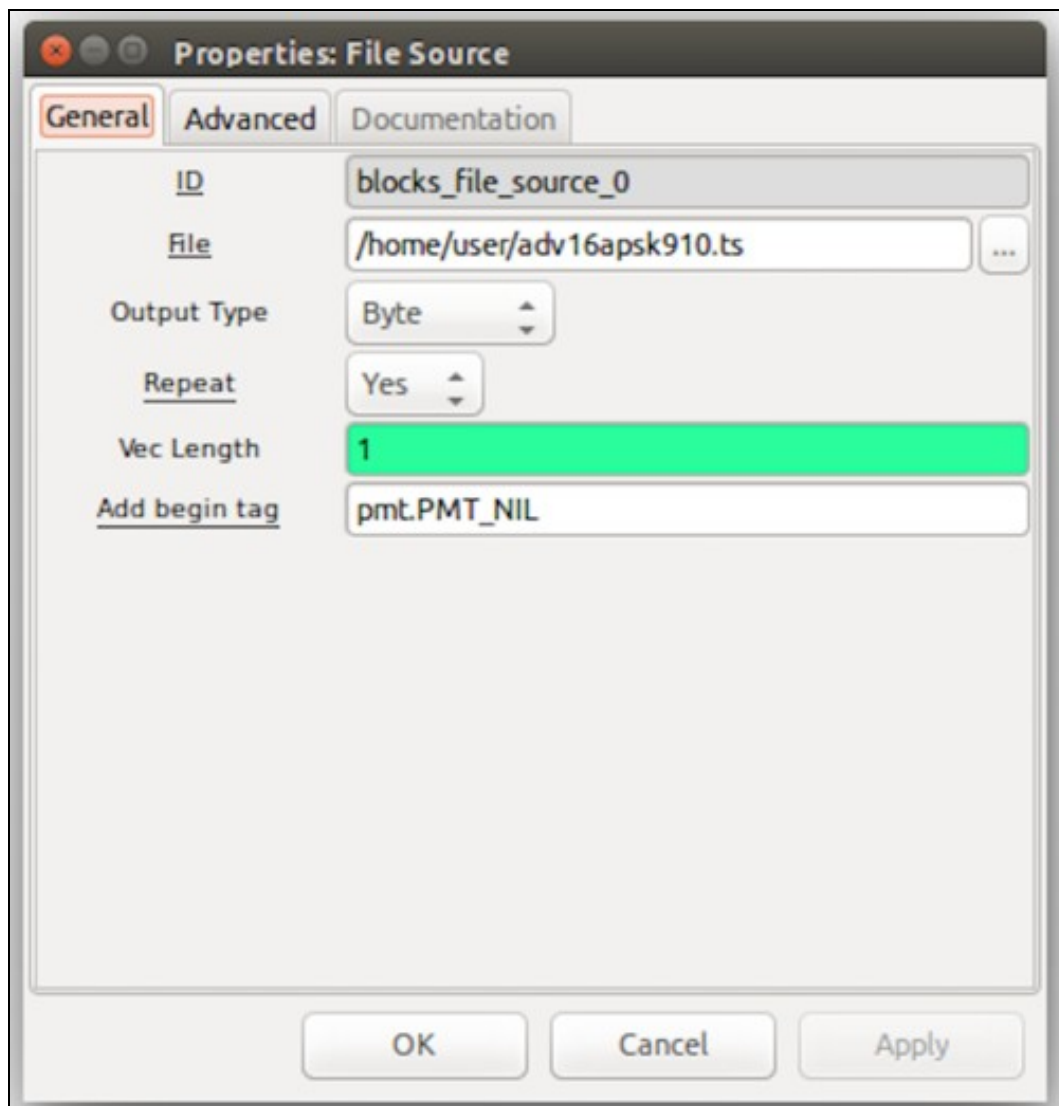 Properties: File Source
General Advanced Documentation
ID blocks_file_source_0
File /home/user/adv16apsk910.ts ...
Output Type Byte
Repeat Yes
Vec Length 1
Add begin tag pmt.PMT_NIL
OK Cancel Apply